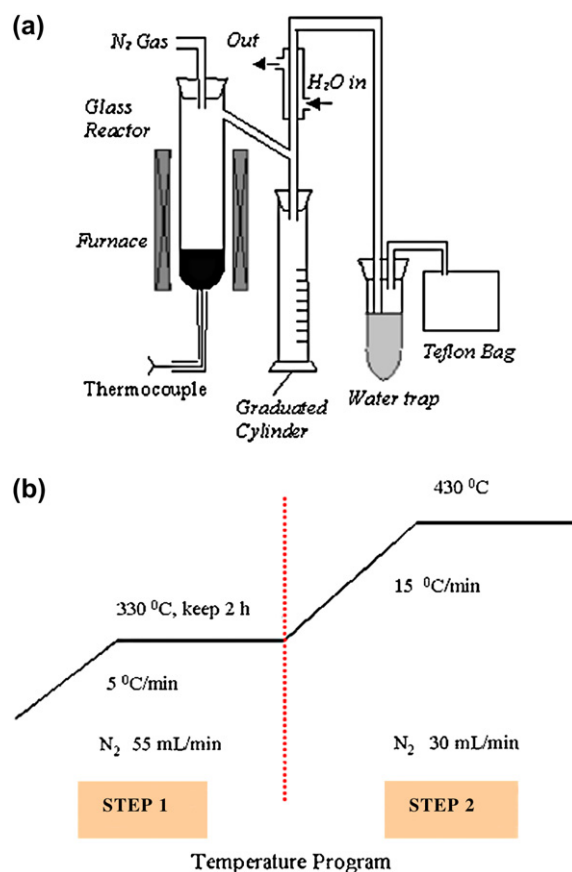 (a)
N₂ Gas
Out
H₂O in
Glass
Reactor
Furnace
Thermocouple
Graduated
Cylinder
Water trap
Teflon Bag
(b)
430 ⁰C
330 ⁰C, keep 2 h
15 ⁰C/min
5 ⁰C/min
N₂ 55 mL/min
N₂ 30 mL/min
STEP 1
STEP 2
Temperature Program